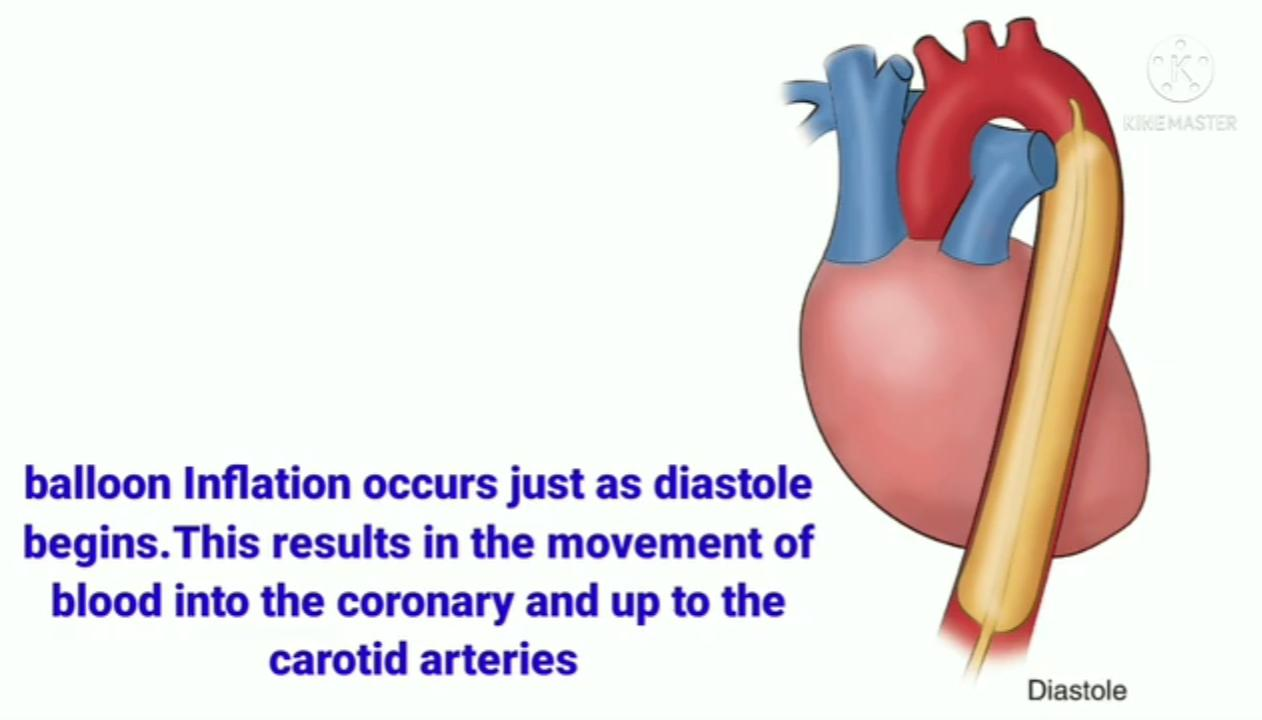 K
KINEMASTER
balloon Inflation occurs just as diastole
begins.This results in the movement of
blood into the coronary and up to the
carotid arteries
Diastole